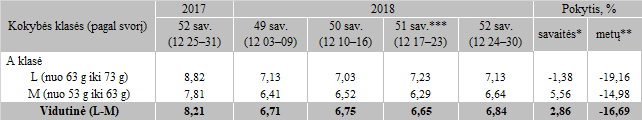 Kokybės klasės (pagal svorį) 2017 2018 Pokytis, %
52 sav. (12 25–31) 49 sav. (12 03–09) 50 sav. (12 10–16) 51 sav.*** (12 17–23) 52 sav. (12 24–30) savaitės* metų**
A klasė
L (nuo 63 g iki 73 g) 8,82 7,13 7,03 7,23 7,13 -1,38 -19,16
M (nuo 53 g iki 63 g) 7,81 6,41 6,52 6,29 6,64 5,56 -14,98
Vidutinė (L-M) 8,21 6,71 6,75 6,65 6,84 2,86 -16,69